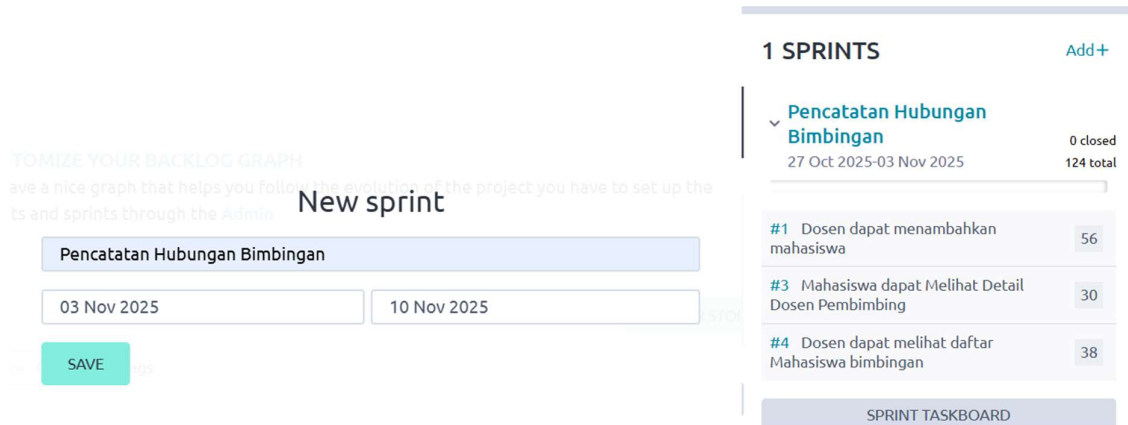 TOMIZE YOUR BACKLOG GRAPH
ave a nice graph that helps you follow the evolution of the project you have to set up the
ts and sprints through the Admin
New sprint
Pencatatan Hubungan Bimbingan
03 Nov 2025
10 Nov 2025
SAVE
1 SPRINTS
Add+
Pencatatan Hubungan
Bimbingan
27 Oct 2025-03 Nov 2025
0 closed
124 total
#1 Dosen dapat menambahkan
mahasiswa
56
#3 Mahasiswa dapat Melihat Detail
Dosen Pembimbing
30
#4 Dosen dapat melihat daftar
Mahasiswa bimbingan
38
SPRINT TASKBOARD